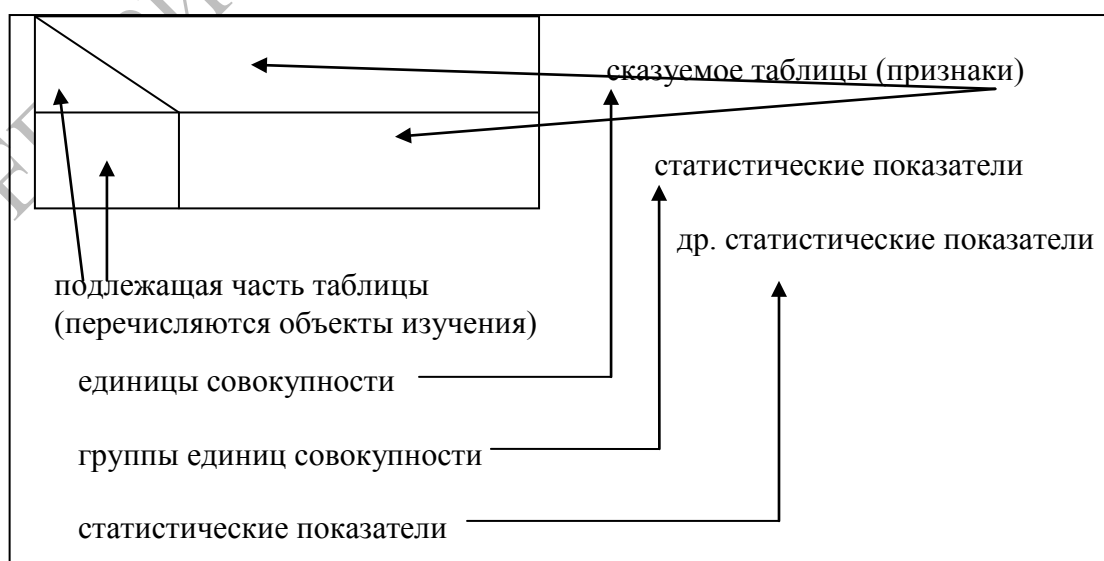 сказуемое таблицы (признаки)
статистические показатели
др. статистические показатели
подлежащая часть таблицы
(перечисляются объекты изучения)
единицы совокупности
группы единиц совокупности
статистические показатели